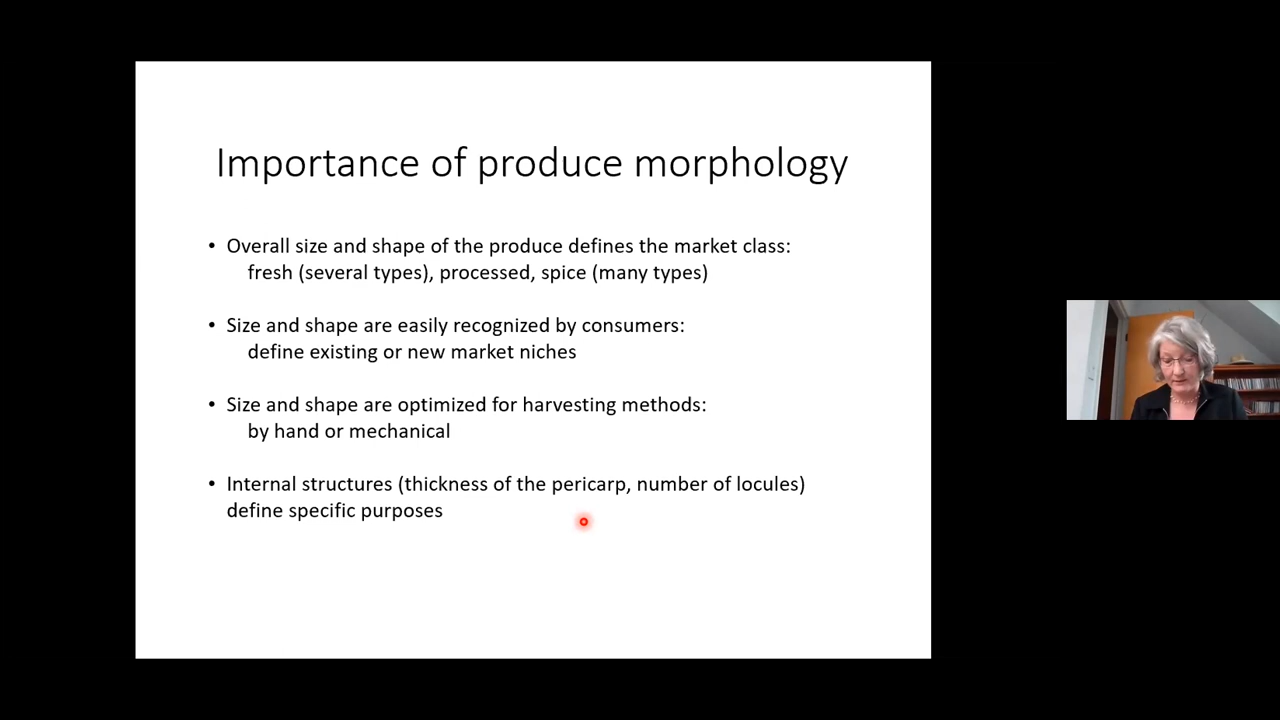 Importance of produce morphology
• Overall size and shape of the produce defines the market class:
fresh (several types), processed, spice (many types)
• Size and shape are easily recognized by consumers:
define existing or new market niches
• Size and shape are optimized for harvesting methods:
by hand or mechanical
• Internal structures (thickness of the pericarp, number of locules)
define specific purposes